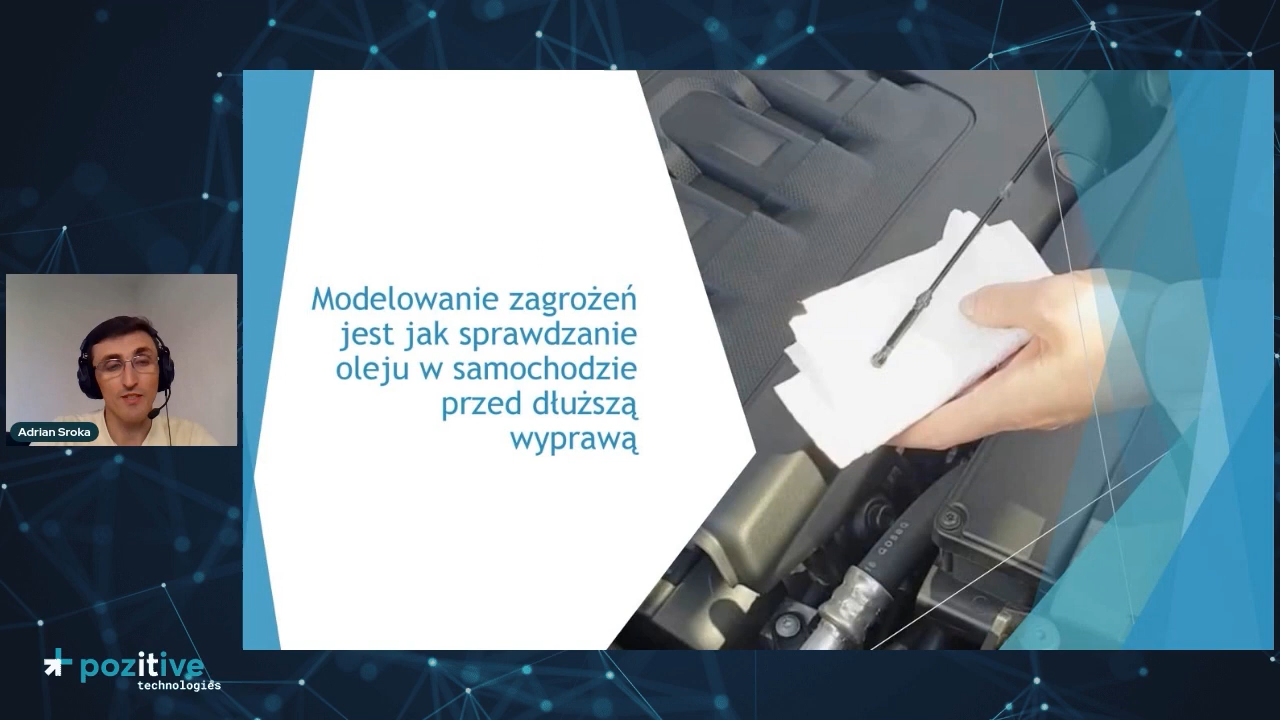 Modelowanie zagrożeń
jest jak sprawdzanie
oleju w samochodzie
przed dłuższą
wyprawą
Adrian Sroka
pozitive
technologies